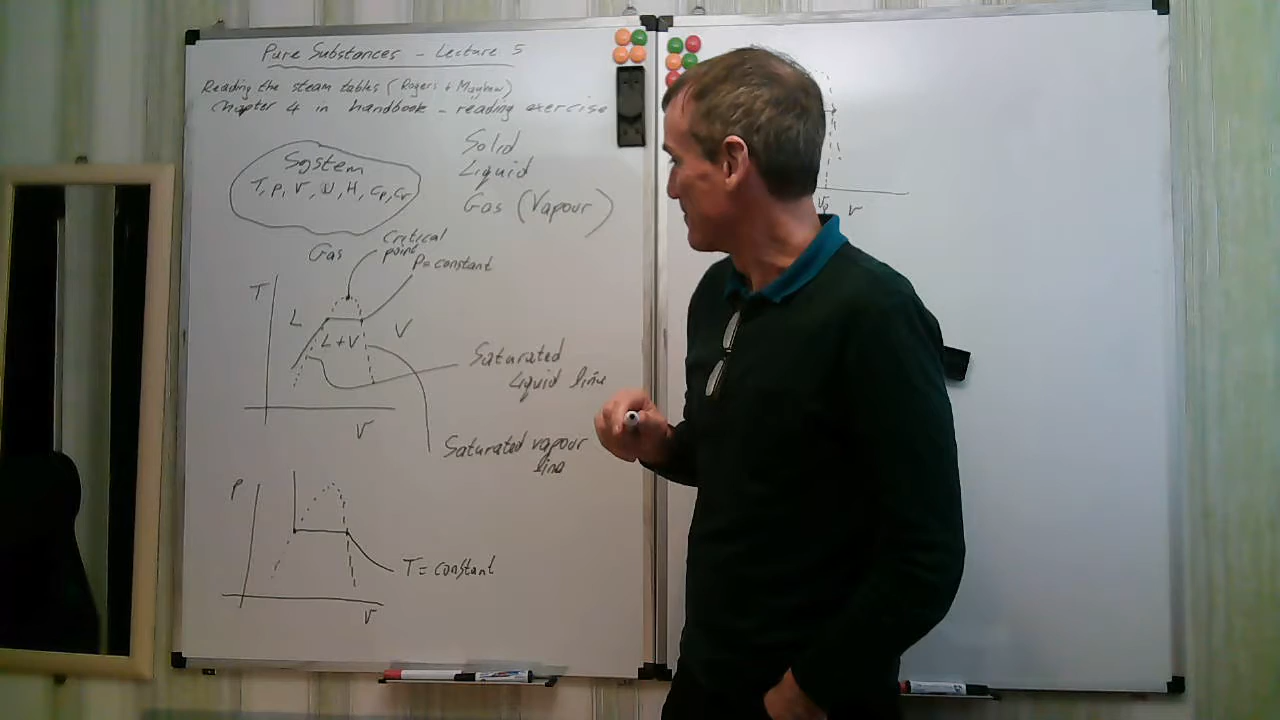 Pure Substances - Lecture 5
Reading the steam tables (Rogers + Mayhew)
Chapter 4 in handbook - reading exercise
System
T, P, V, W, H, Cp, Cv
Solid
Liquid
Gas (Vapour)
Gas
Critical
point
P=constant
T
L
L+V
V
Saturated
Liquid line
V
Saturated vapour
line
P
T=constant
V
V